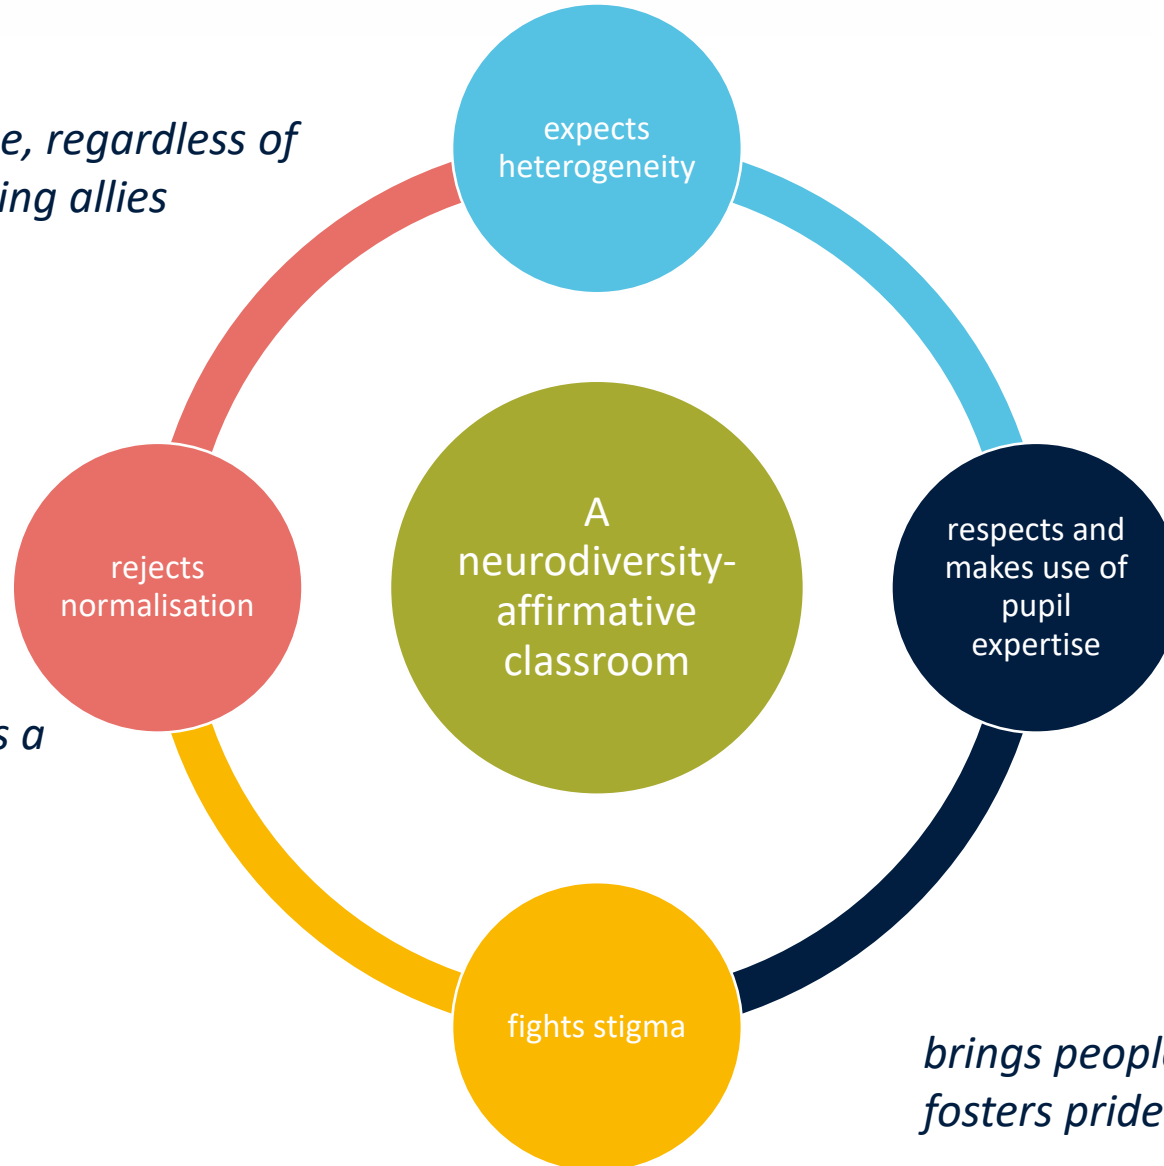 expects
heterogeneity
e, regardless of
ing allies
A
neurodiversity-
affirmative
classroom
respects and
makes use of
pupil
expertise
rejects
normalisation
s a
fights stigma
brings people
fosters pride